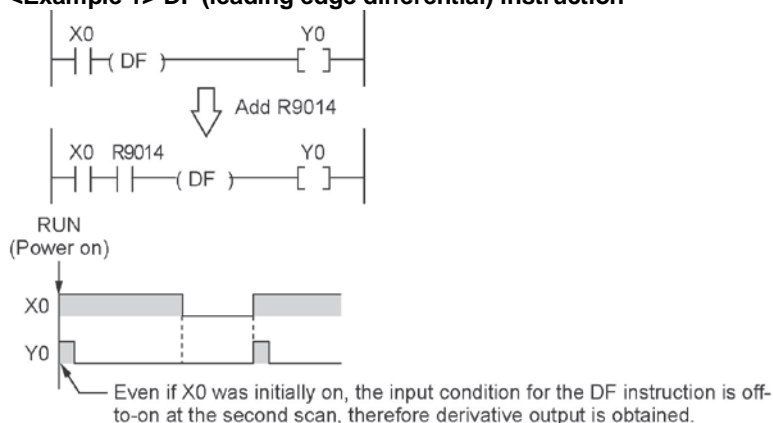 <Example 1> DF (leading edge differential) instruction
X0 Y0
( DF )
Add R9014
X0 R9014 Y0
( DF )
RUN
(Power on)
X0
Y0
Even if X0 was initially on, the input condition for the DF instruction is off-
to-on at the second scan, therefore derivative output is obtained.